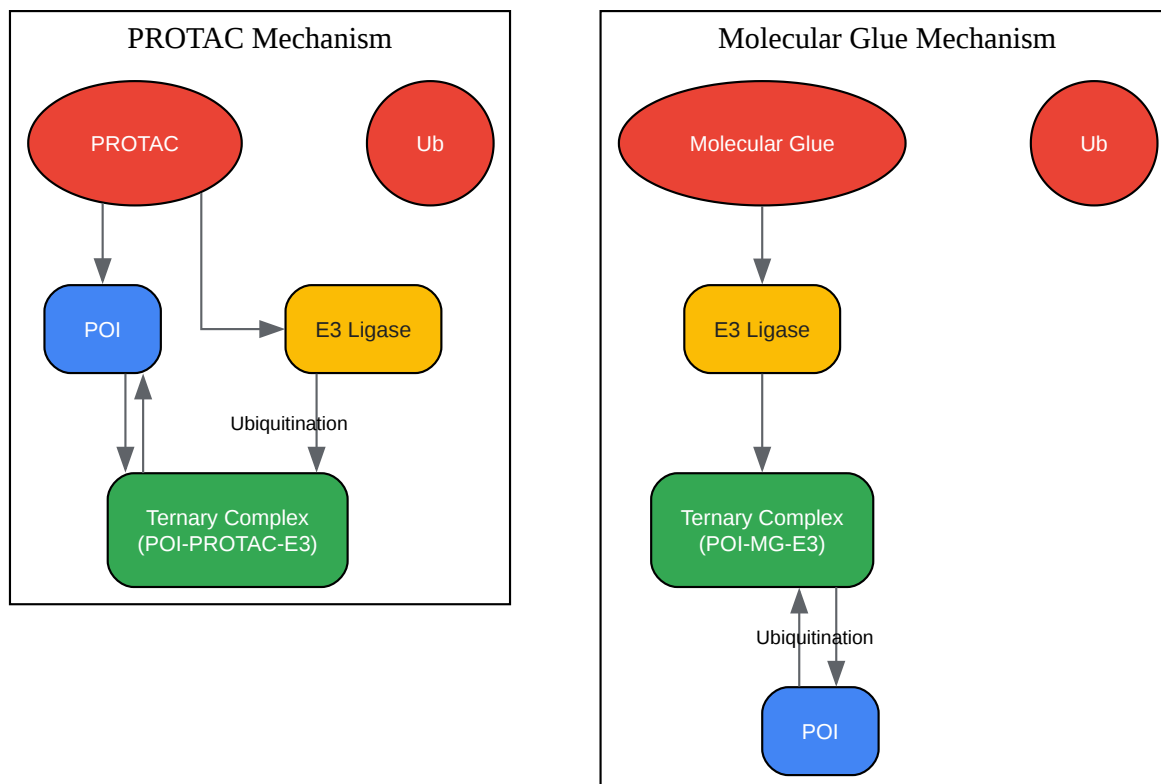 PROTAC Mechanism
PROTAC
Ub
POI
E3 Ligase
Ubiquitination
Ternary Complex
(POI-PROTAC-E3)
Molecular Glue Mechanism
Molecular Glue
Ub
E3 Ligase
Ternary Complex
(POI-MG-E3)
Ubiquitination
POI